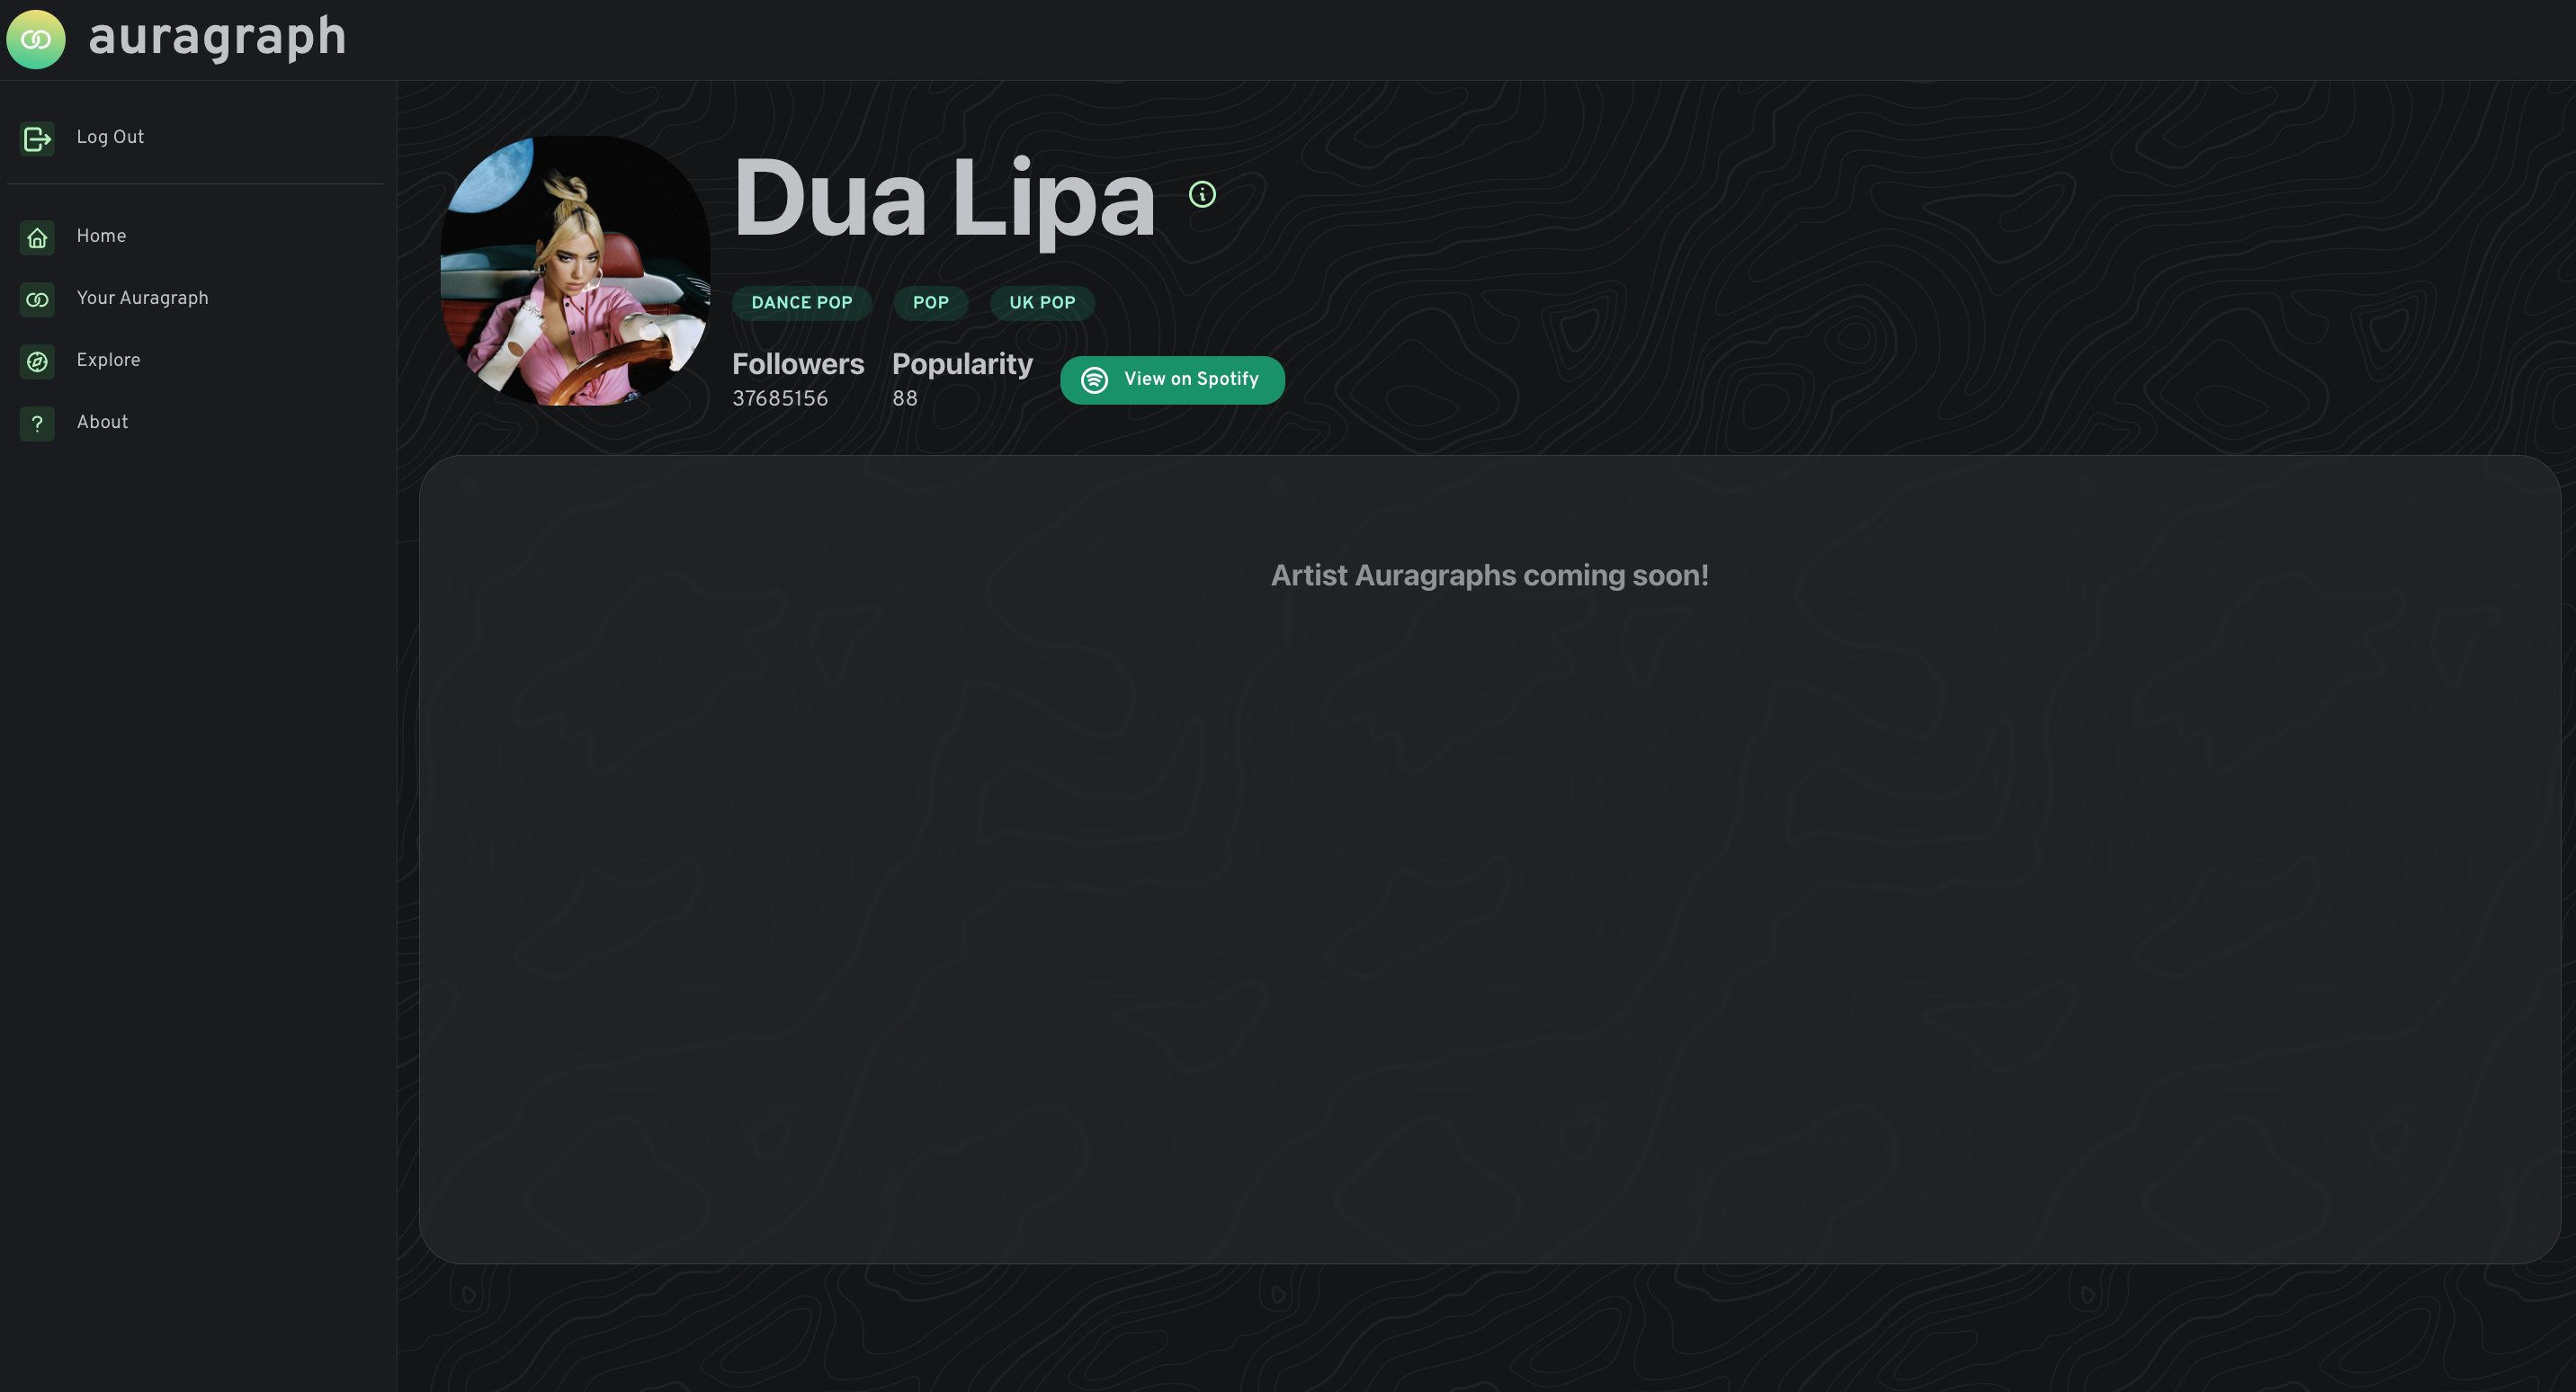 auragraph
Log Out
Home
Your Auragraph
Explore
? About
Dua Lipa
DANCE POP POP UK POP
Followers Popularity
37685156 88
View on Spotify
Artist Auragraphs coming soon!